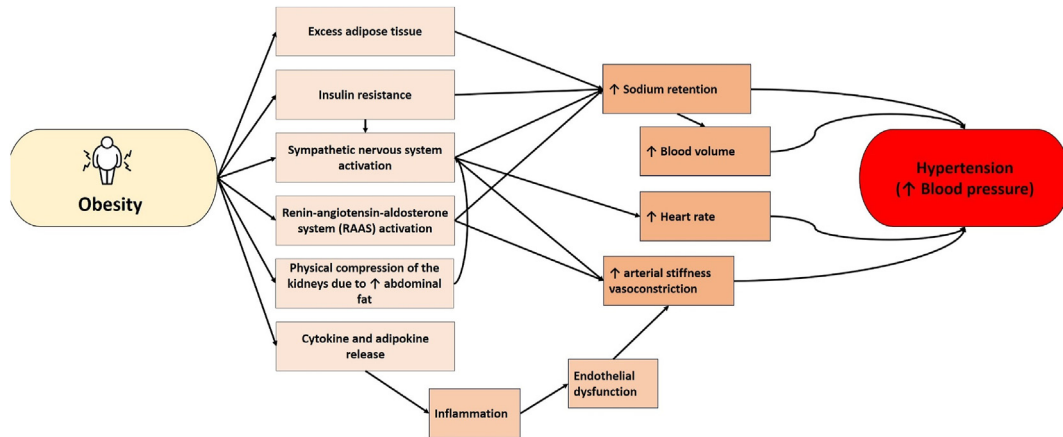 Obesity
Excess adipose tissue
Insulin resistance
Sympathetic nervous system
activation
Renin-angiotensin-aldosterone
system (RAAS) activation
Physical compression of the
kidneys due to ↑ abdominal
fat
Cytokine and adipokine
release
Inflammation
Endothelial
dysfunction
↑ Sodium retention
↑ Blood volume
↑ Heart rate
↑ arterial stiffness
vasoconstriction
Hypertension
(↑ Blood pressure)